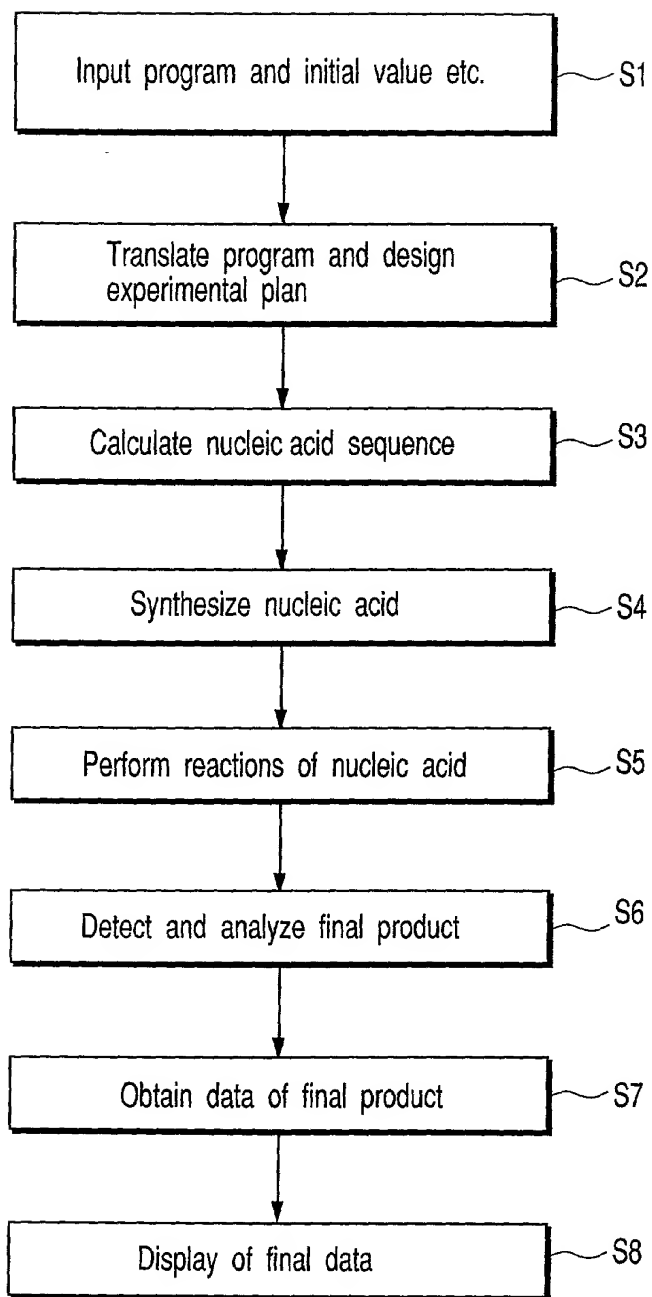 Input program and initial value etc.
S1
Translate program and design
experimental plan
S2
Calculate nucleic acid sequence
S3
Synthesize nucleic acid
S4
Perform reactions of nucleic acid
S5
Detect and analyze final product
S6
Obtain data of final product
S7
Display of final data
S8